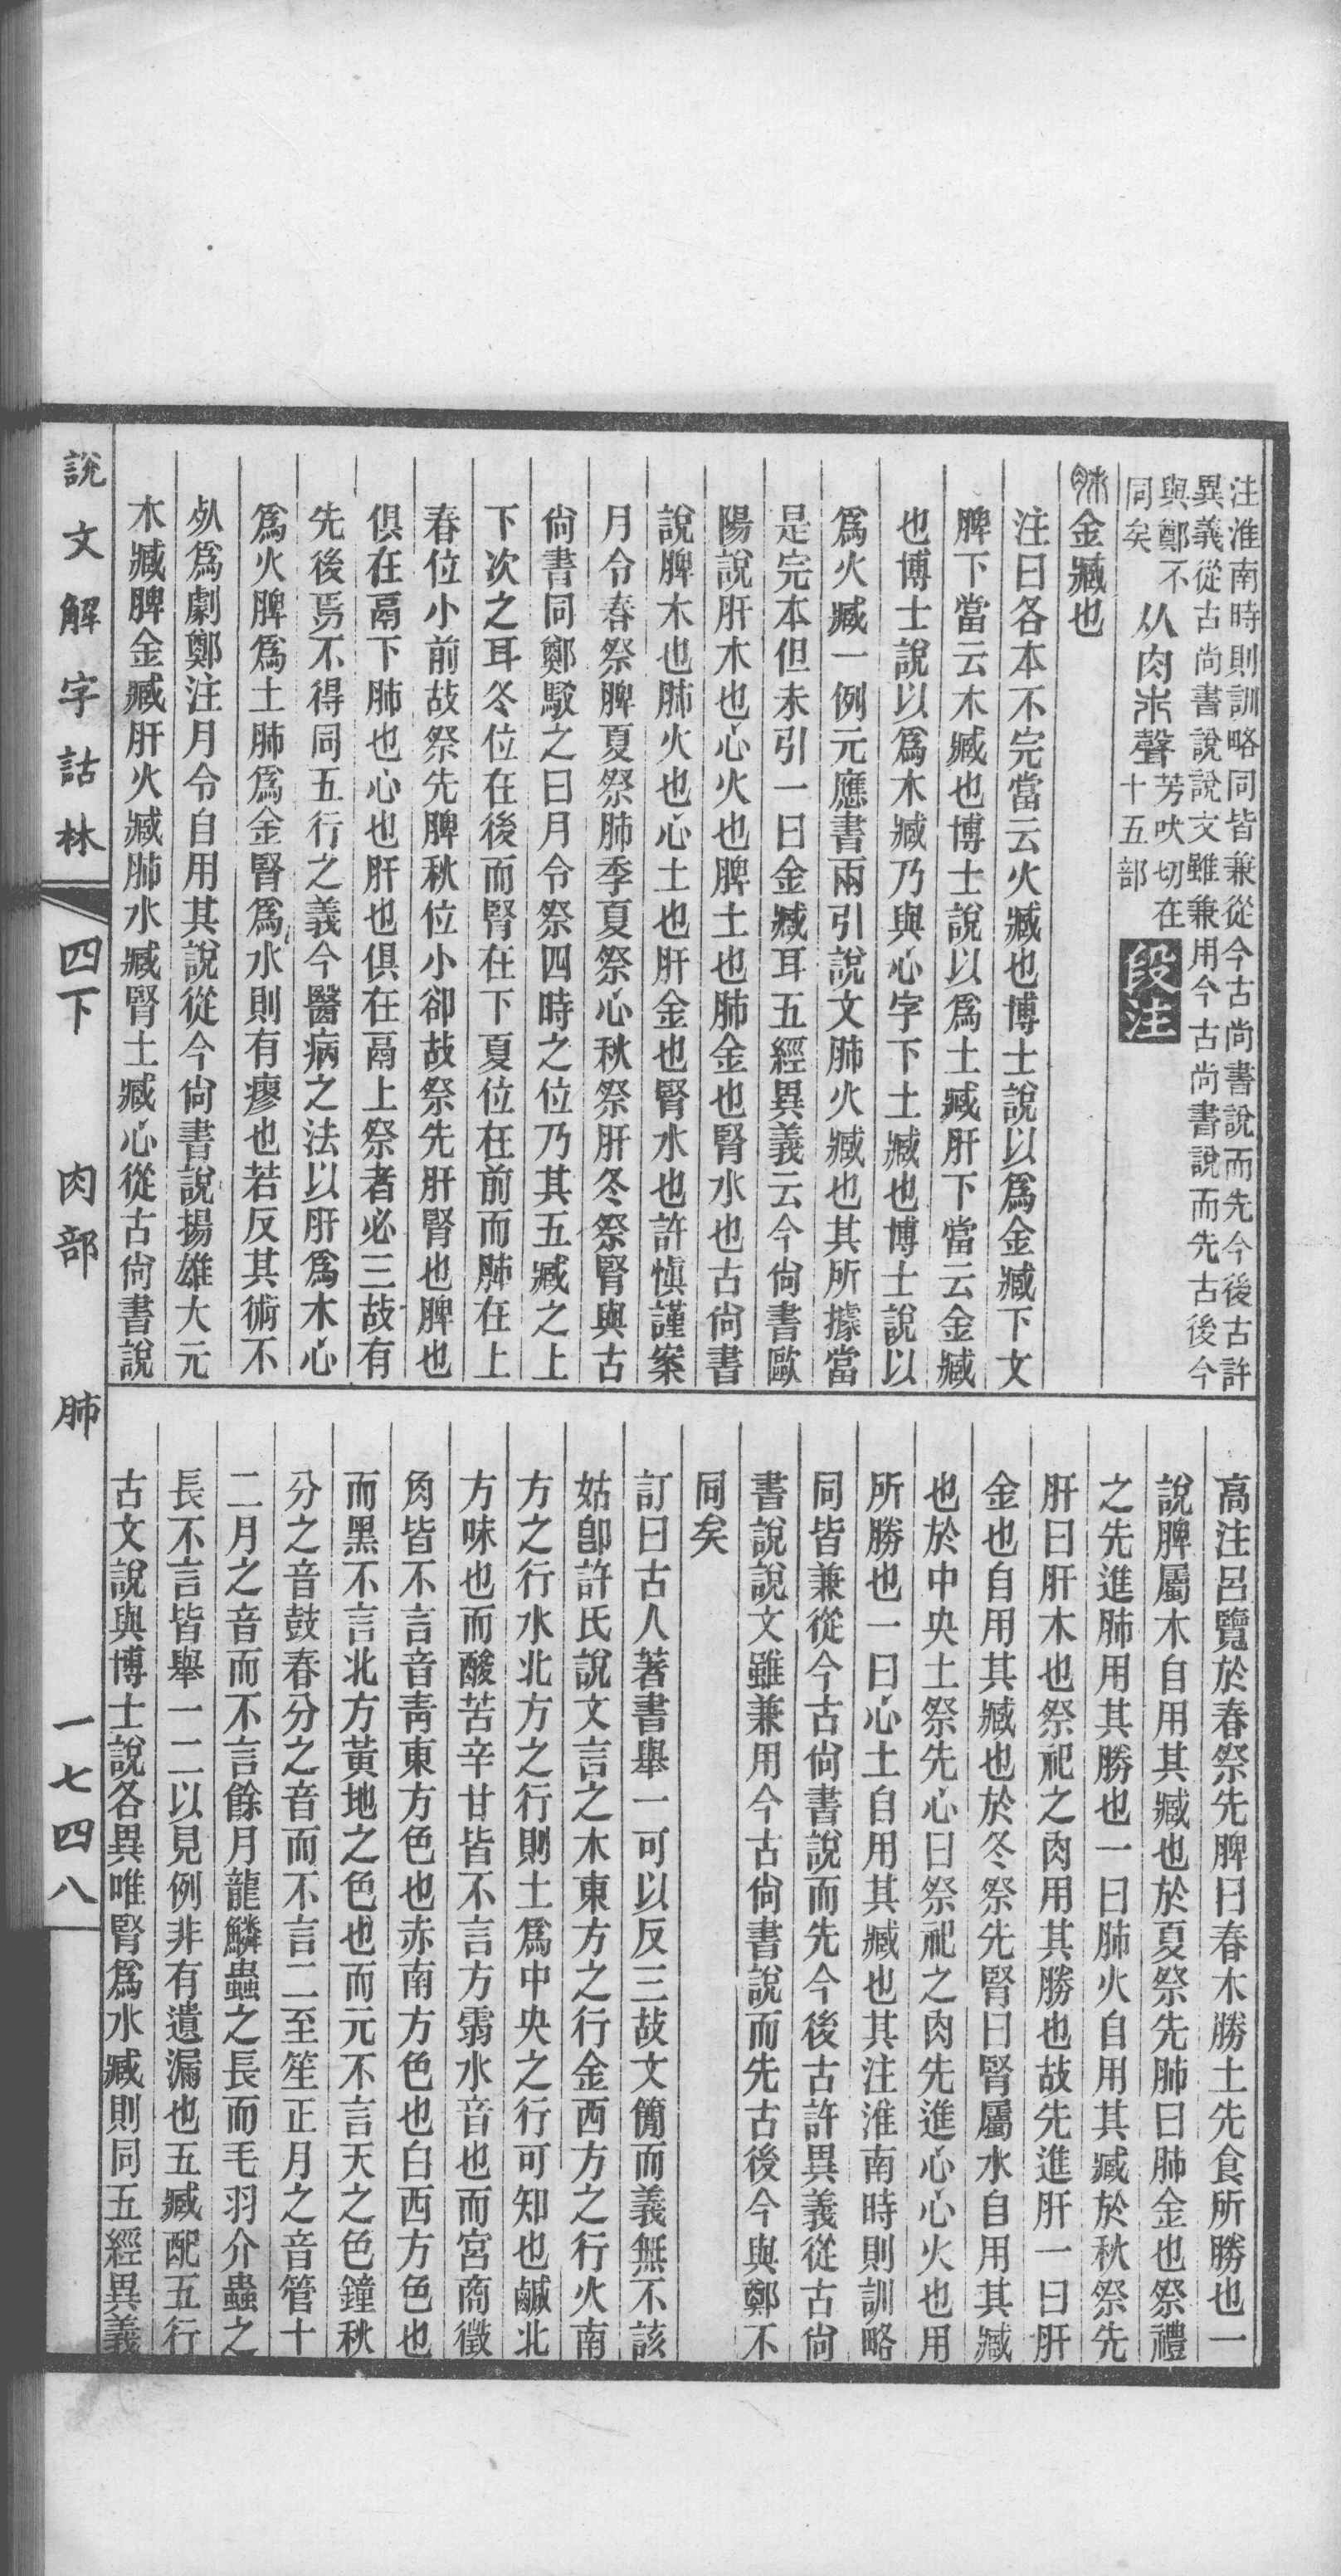 注淮南時則訓略同皆兼從今古尚書說而先今後古許
異義從古尚書說說文雖兼用今古尚書說而先古後今
與鄭不
同矣
从肉巿聲
芳吠切在
十五部
段注
金臧也
注曰各本不完當云火臧也博士說以爲金臧下文
脾下當云木臧也博士說以爲土臧肝下當云金臧
也博士說以爲木臧乃與心字下土臧也博士說以
爲火臧一例元應書兩引說文肺火臧也其所據當
是完本但未引一曰金臧耳五經異義云今尙書歐
陽說肝木也心火也脾土也肺金也腎水也古尙書
說脾木也肺火也心土也肝金也腎水也許愼謹案
月令春祭脾夏祭肺季夏祭心秋祭肝冬祭腎與古
尙書同鄭駮之曰月令祭四時之位乃其五臧之上
下次之耳冬位在後而腎在下夏位在前而肺在上
春位小前故祭先脾秋位小卻故祭先肝腎也脾也
俱在鬲下肺也心也肝也俱在鬲上祭者必三故有
先後焉不得同五行之義今醫病之法以肝爲木心
爲火脾爲土肺爲金腎爲水則有瘳也若反其術不
死爲劇鄭注月令自用其說從今尙書說揚雄大元
木臧脾金臧肝火臧肺水臧腎土臧心從古尙書說
高注呂覽於春祭先脾曰春木勝土先食所勝也一
說脾屬木自用其臧也於夏祭先肺曰肺金也祭禮
之先進肺用其勝也一曰肺火自用其臧於秋祭先
肝曰肝木也祭祀之肉用其勝也故先進肝一曰肝
金也自用其臧也於冬祭先腎曰腎屬水自用其臧
也於中央土祭先心曰祭祀之肉先進心心火也用
所勝也一曰心土自用其臧也其注淮南時則訓略
同皆兼從今古尙書說而先今後古許異義從古尙
書說說文雖兼用今古尙書說而先古後今與鄭不
同矣
訂曰古人著書舉一可以反三故文簡而義無不該
姑卽許氏說文言之木東方之行金西方之行火南
方之行水北方之行則土爲中央之行可知也鹹北
方味也而酸苦辛甘皆不言方霸水音也而宮商徵
角皆不言音靑東方色也赤南方色也白西方色也
而黑不言北方黃地之色也而元不言天之色鐘秋
分之音鼓春分之音而不言二至笙正月之音管十
二月之音而不言餘月龍鱗蟲之長而毛羽介蟲之
長不言皆舉一二以見例非有遺漏也五臧配五行
古文說與博士說各異唯腎爲水臧則同五經異義
說文解字詁林
四下
肉部
肺
一七四八